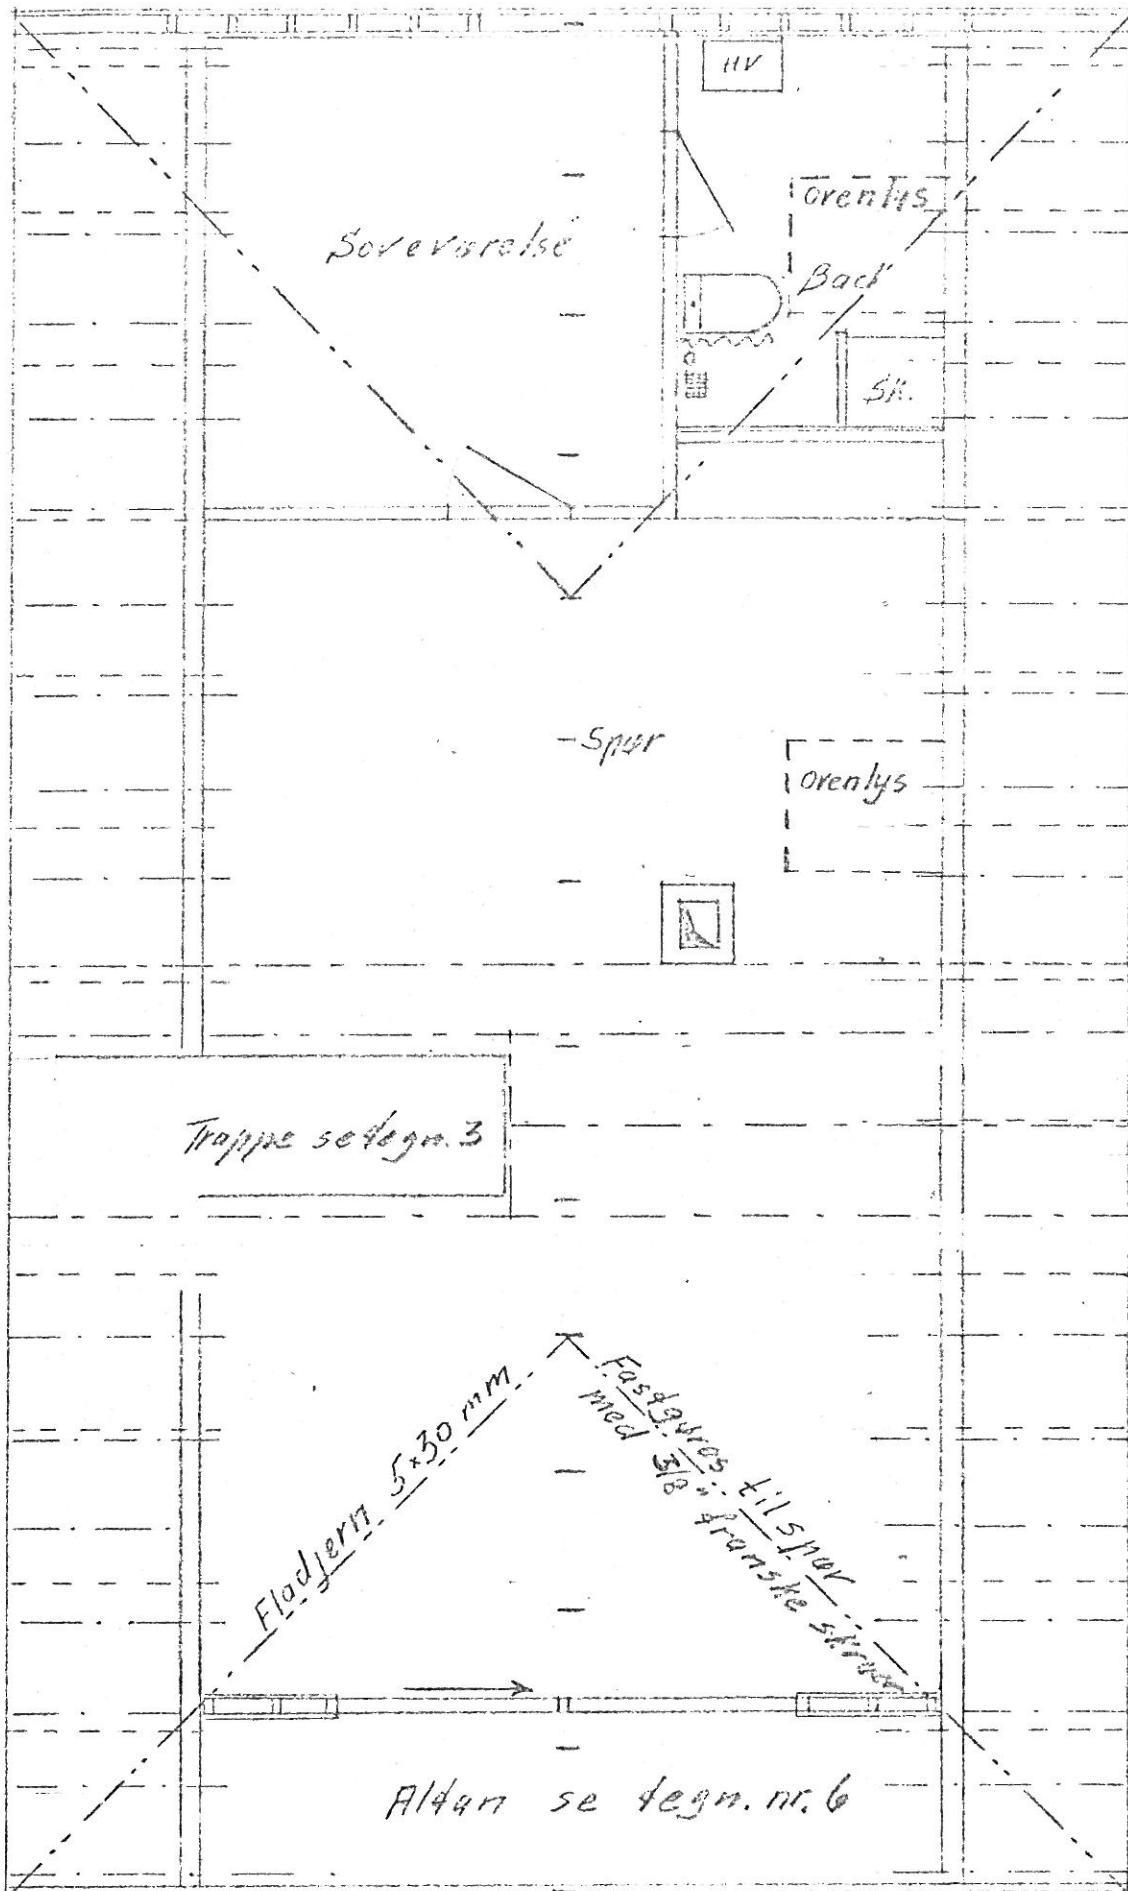 HV
ovenlys
Soveværelse
Bad
Sk.
Spær
ovenlys
Trappe se tegn. 3
Fladjern 5×30 mm
Fastgøres til spær
med 3/8" franske skruer
Altan se tegn. nr. 6